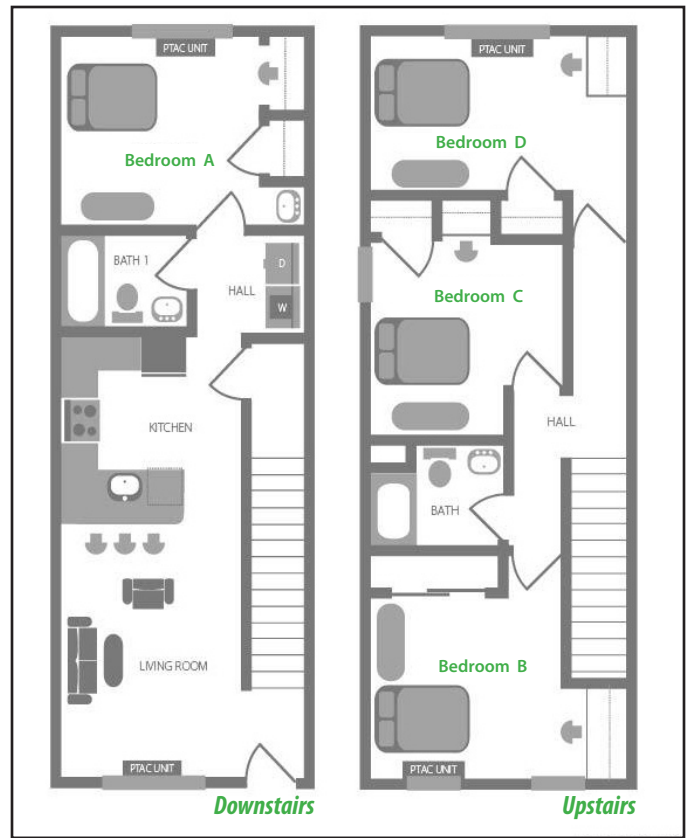 PTAC UNIT
Bedroom A
BATH 1
HALL
D
W
KITCHEN
LIVING ROOM
PTAC UNIT
Downstairs
PTAC UNIT
Bedroom D
Bedroom C
HALL
BATH
Bedroom B
PTAC UNIT
Upstairs